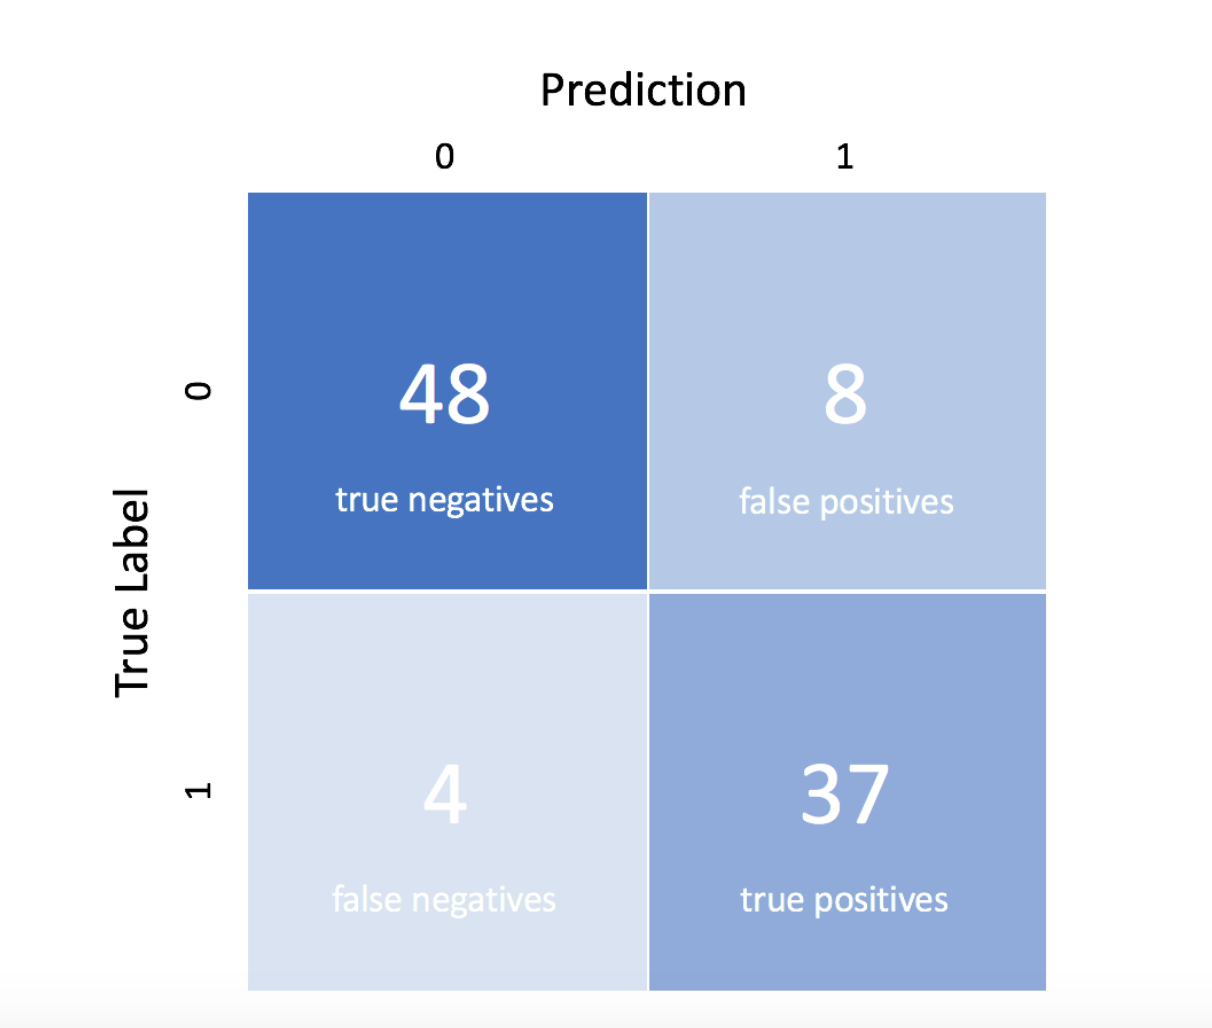 Prediction
0 1
0
48 8
true negatives false positives
True Label
1
4 37
false negatives true positives